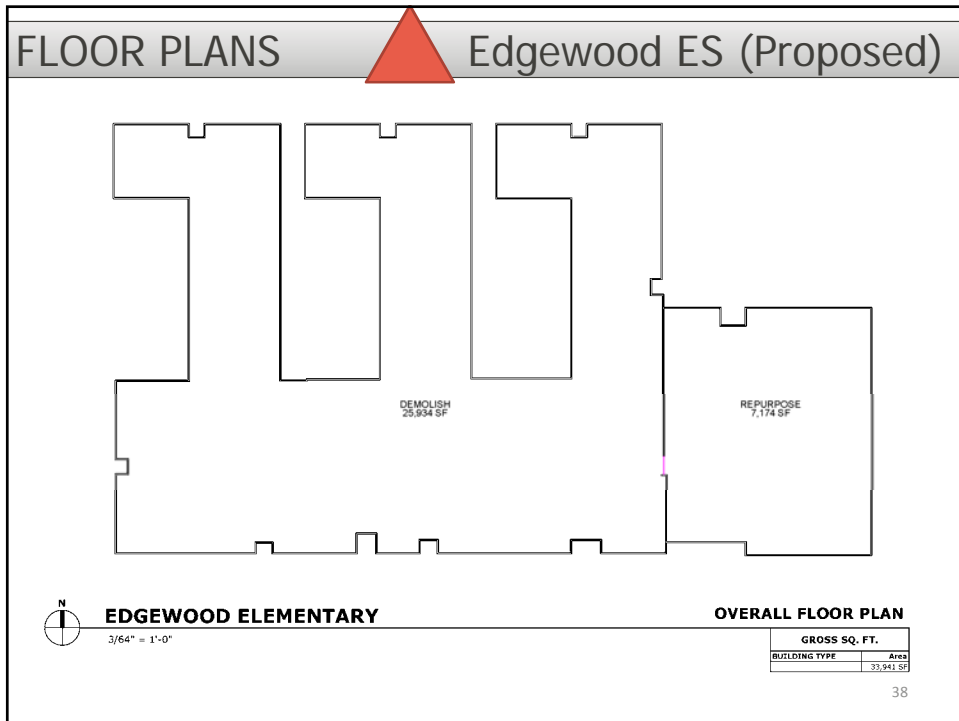 FLOOR PLANS
Edgewood ES (Proposed)
DEMOLISH
25,934 SF
REPURPOSE
7,174 SF
N
EDGEWOOD ELEMENTARY
3/64" = 1'-0"
OVERALL FLOOR PLAN
GROSS SQ. FT.
BUILDING TYPE Area
33,941 SF
38